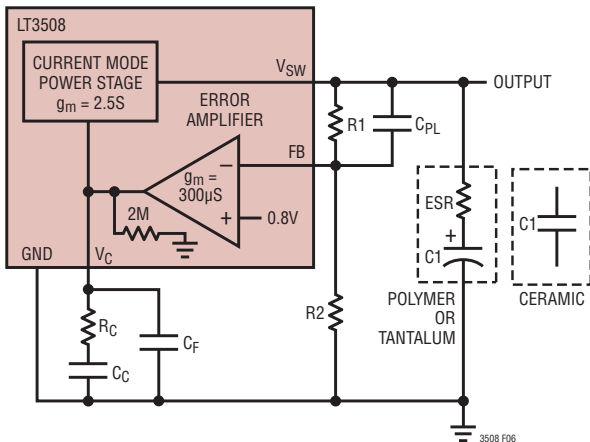 LT3508
CURRENT MODE
POWER STAGE
gm = 2.5S
VSW
OUTPUT
ERROR
AMPLIFIER
R1
CPL
FB
–
gm =
300µS
+
0.8V
2M
ESR
+
C1
C1
GND
VC
POLYMER
OR
TANTALUM
CERAMIC
RC
CF
R2
CC
3508 F06